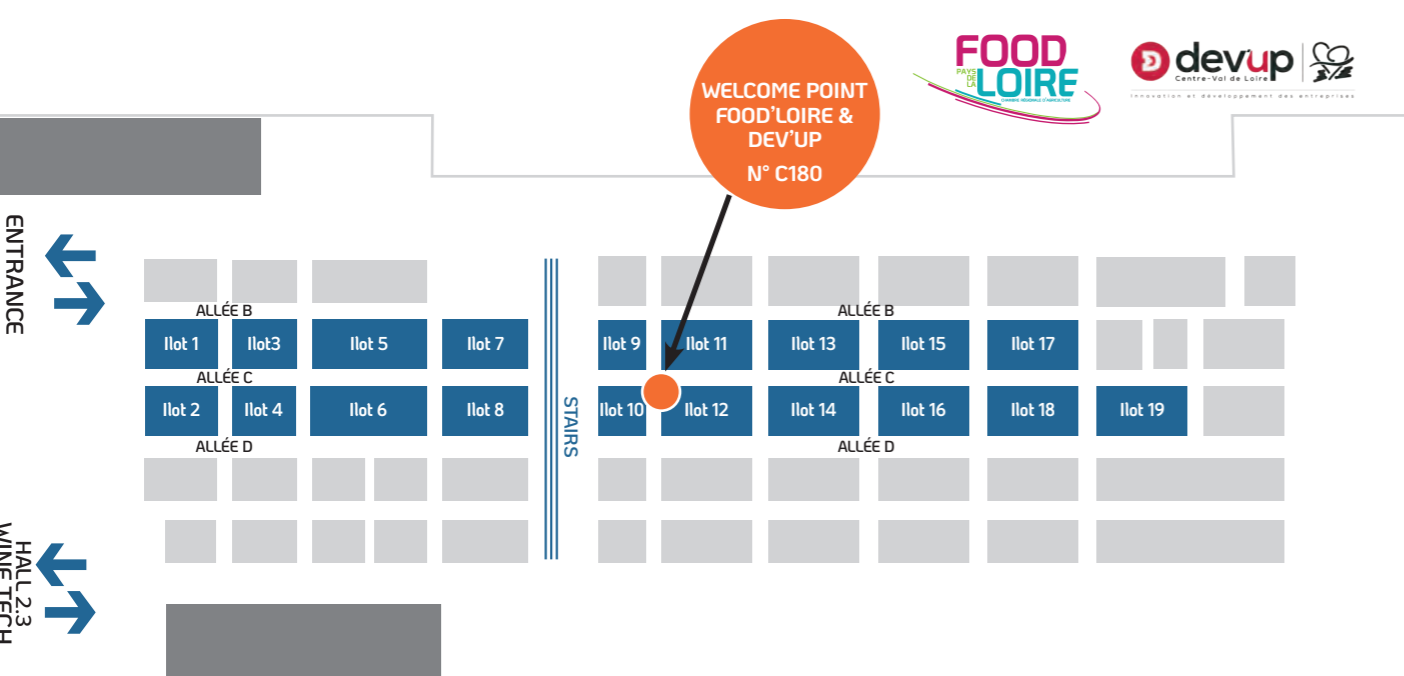 FOOD
PAYS
DE
LA
LOIRE
CHAMBRE RÉGIONALE D'AGRICULTURE
devup
Centre-Val de Loire
Innovation et développement des entreprises
WELCOME POINT
FOOD'LOIRE &
DEV'UP
N° C180
ENTRANCE
ALLÉE B
ALLÉE B
Ilot 1
Ilot3
Ilot 5
Ilot 7
Ilot 9
Ilot 11
Ilot 13
Ilot 15
Ilot 17
ALLÉE C
ALLÉE C
Ilot 2
Ilot 4
Ilot 6
Ilot 8
STAIRS
Ilot 10
Ilot 12
Ilot 14
Ilot 16
Ilot 18
Ilot 19
ALLÉE D
ALLÉE D
HALL 2.3
WINE TECH